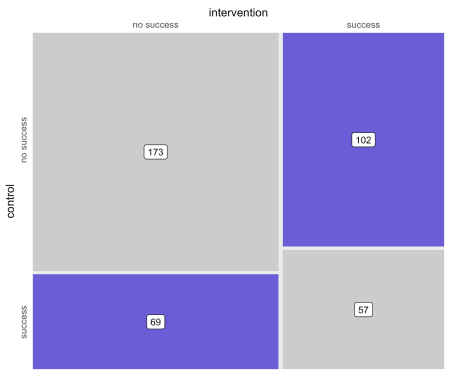 intervention
no success
success
control
no success
173
102
success
69
57